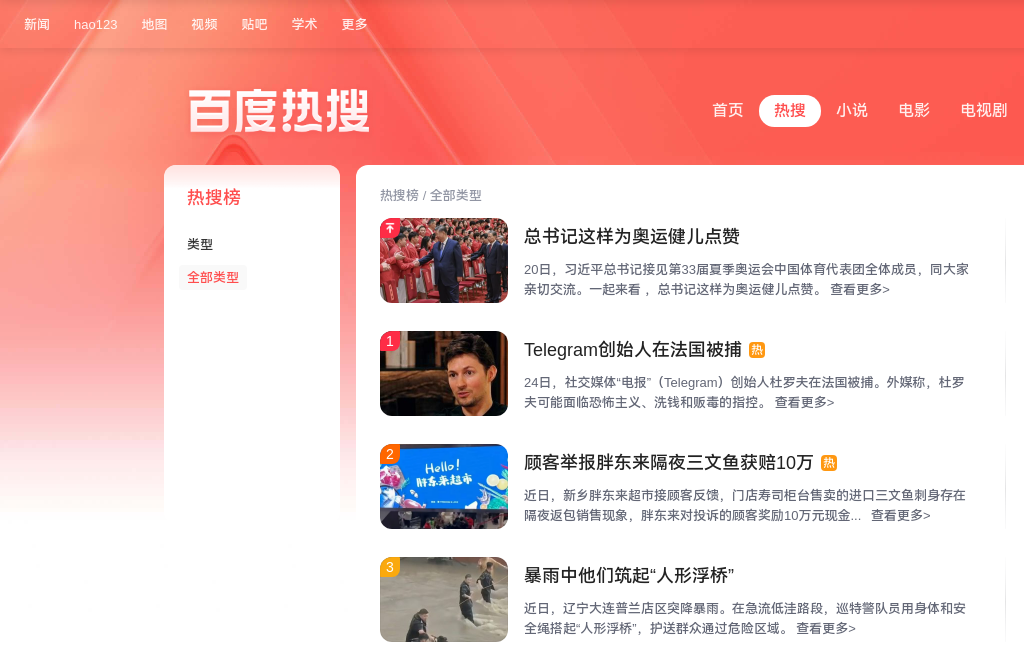 新闻 hao123 地图 视频 贴吧 学术 更多
百度热搜
首页 热搜 小说 电影 电视剧
热搜榜
类型
全部类型
热搜榜 / 全部类型
总书记这样为奥运健儿点赞
20日，习近平总书记接见第33届夏季奥运会中国体育代表团全体成员，同大家
亲切交流。一起来看 ，总书记这样为奥运健儿点赞。 查看更多>
1
Telegram创始人在法国被捕 热
24日，社交媒体“电报”（Telegram）创始人杜罗夫在法国被捕。外媒称，杜罗
夫可能面临恐怖主义、洗钱和贩毒的指控。 查看更多>
2
Hello!
胖东来超市
顾客举报胖东来隔夜三文鱼获赔10万 热
近日，新乡胖东来超市接顾客反馈，门店寿司柜台售卖的进口三文鱼刺身存在
隔夜返包销售现象，胖东来对投诉的顾客奖励10万元现金... 查看更多>
3
暴雨中他们筑起“人形浮桥”
近日，辽宁大连普兰店区突降暴雨。在急流低洼路段，巡特警队员用身体和安
全绳搭起“人形浮桥”，护送群众通过危险区域。 查看更多>